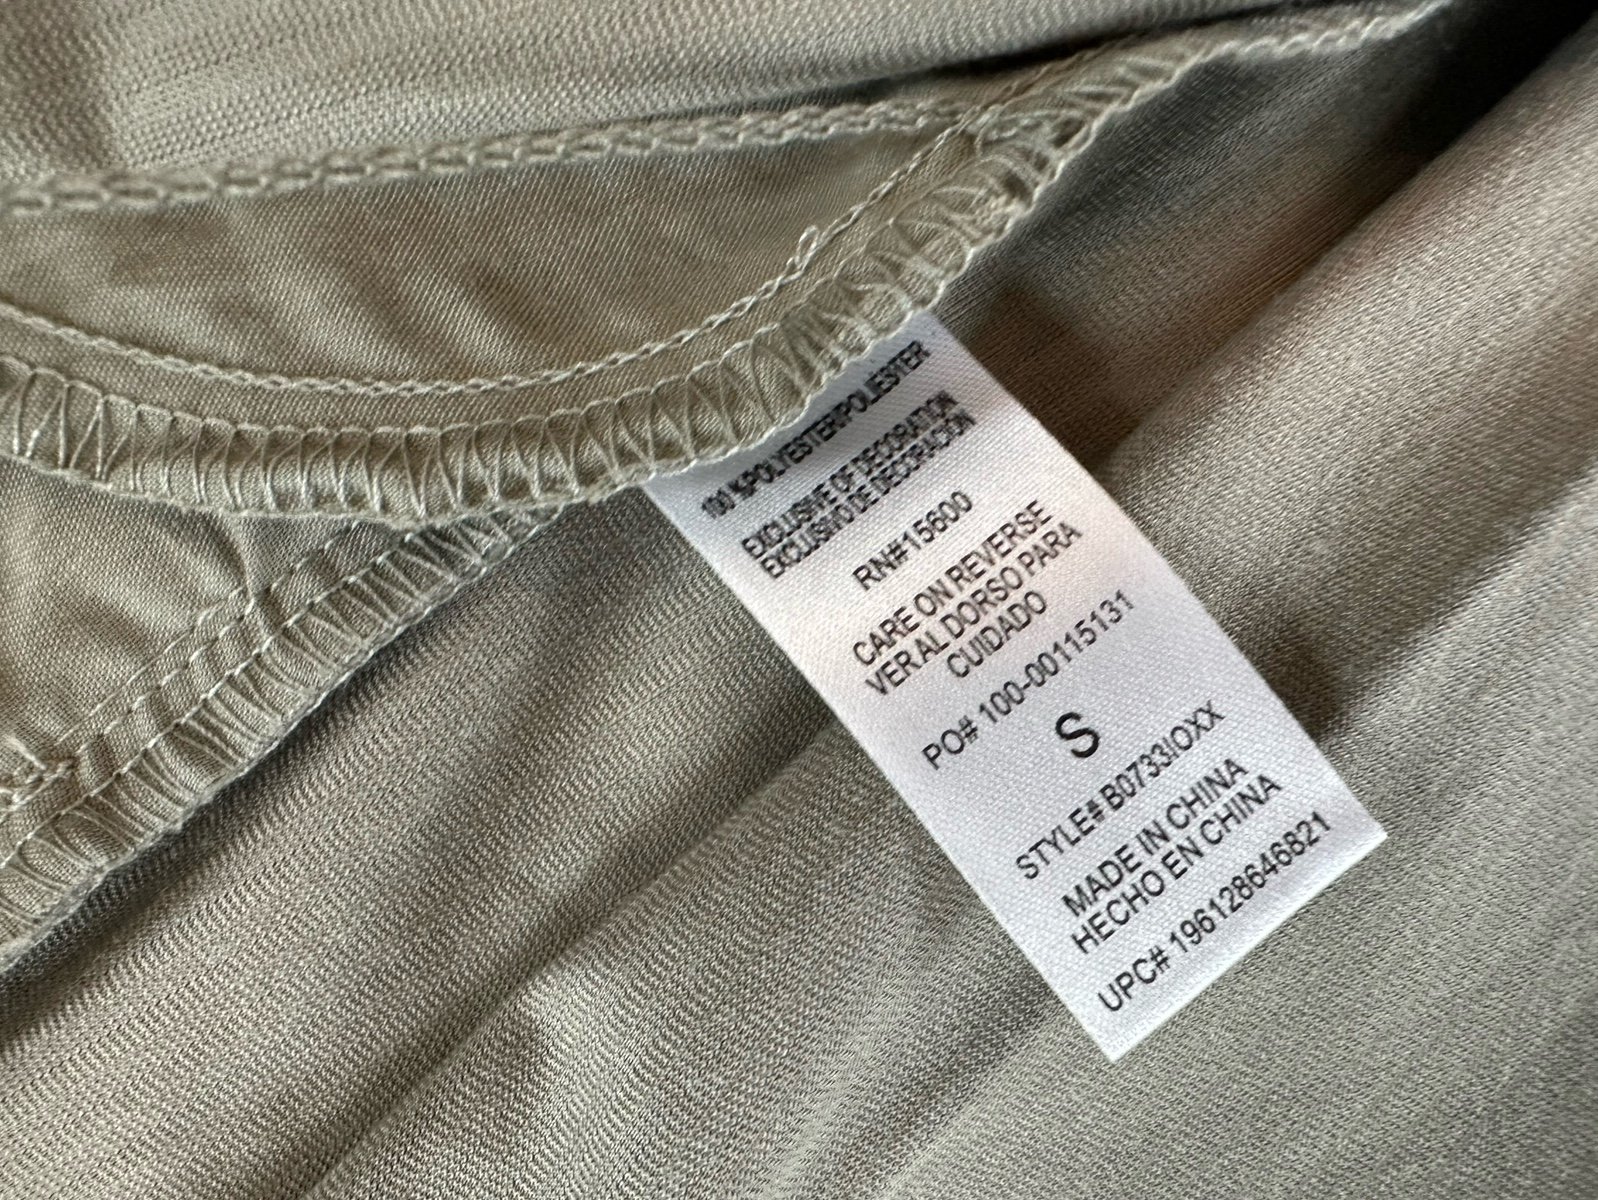 100 %POLYESTER/POLIÉSTER
EXCLUSIVE OF DECORATION
EXCLUSIVO DE DECORACIÓN
RN#15600
CARE ON REVERSE
VER AL DORSO PARA
CUIDADO
PO# 100-00115131
S
STYLE# B0733IOXX
MADE IN CHINA
HECHO EN CHINA
UPC# 196128646821